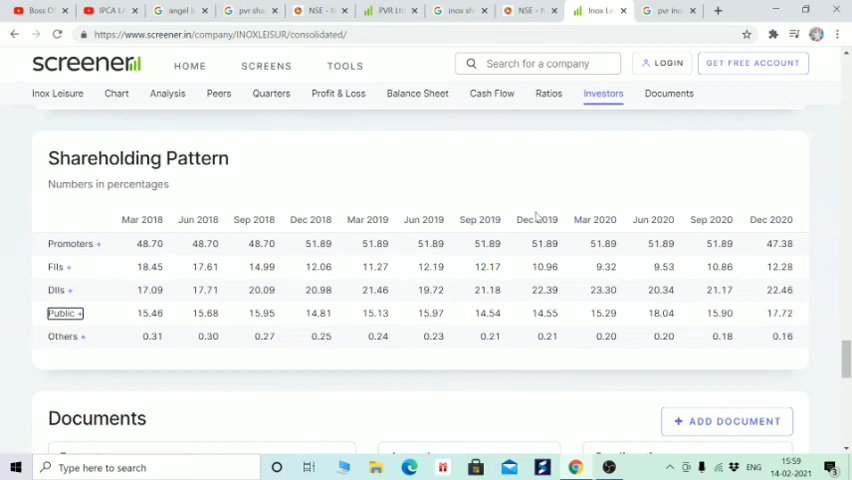 Boss O
IPCA L
angel b
pvr sha
NSE - N
PVR Ltd
inox sh
NSE - N
Inox Le
pvr ino
https://www.screener.in/company/INOXLEISUR/consolidated/
screener
HOME
SCREENS
TOOLS
Search for a company
LOGIN
GET FREE ACCOUNT
Inox Leisure Chart Analysis Peers Quarters Profit & Loss Balance Sheet Cash Flow Ratios Investors Documents
Shareholding Pattern
Numbers in percentages
Mar 2018 Jun 2018 Sep 2018 Dec 2018 Mar 2019 Jun 2019 Sep 2019 Dec 2019 Mar 2020 Jun 2020 Sep 2020 Dec 2020
Promoters + 48.70 48.70 48.70 51.89 51.89 51.89 51.89 51.89 51.89 51.89 51.89 47.38
FIIs + 18.45 17.61 14.99 12.06 11.27 12.19 12.17 10.96 9.32 9.53 10.86 12.28
DIIs + 17.09 17.71 20.09 20.98 21.46 19.72 21.18 22.39 23.30 20.34 21.17 22.46
Public + 15.46 15.68 15.95 14.81 15.13 15.97 14.54 14.55 15.29 18.04 15.90 17.72
Others + 0.31 0.30 0.27 0.25 0.24 0.23 0.21 0.21 0.20 0.20 0.18 0.16
Documents
+ ADD DOCUMENT
Type here to search
ENG
15:59
14-02-2021